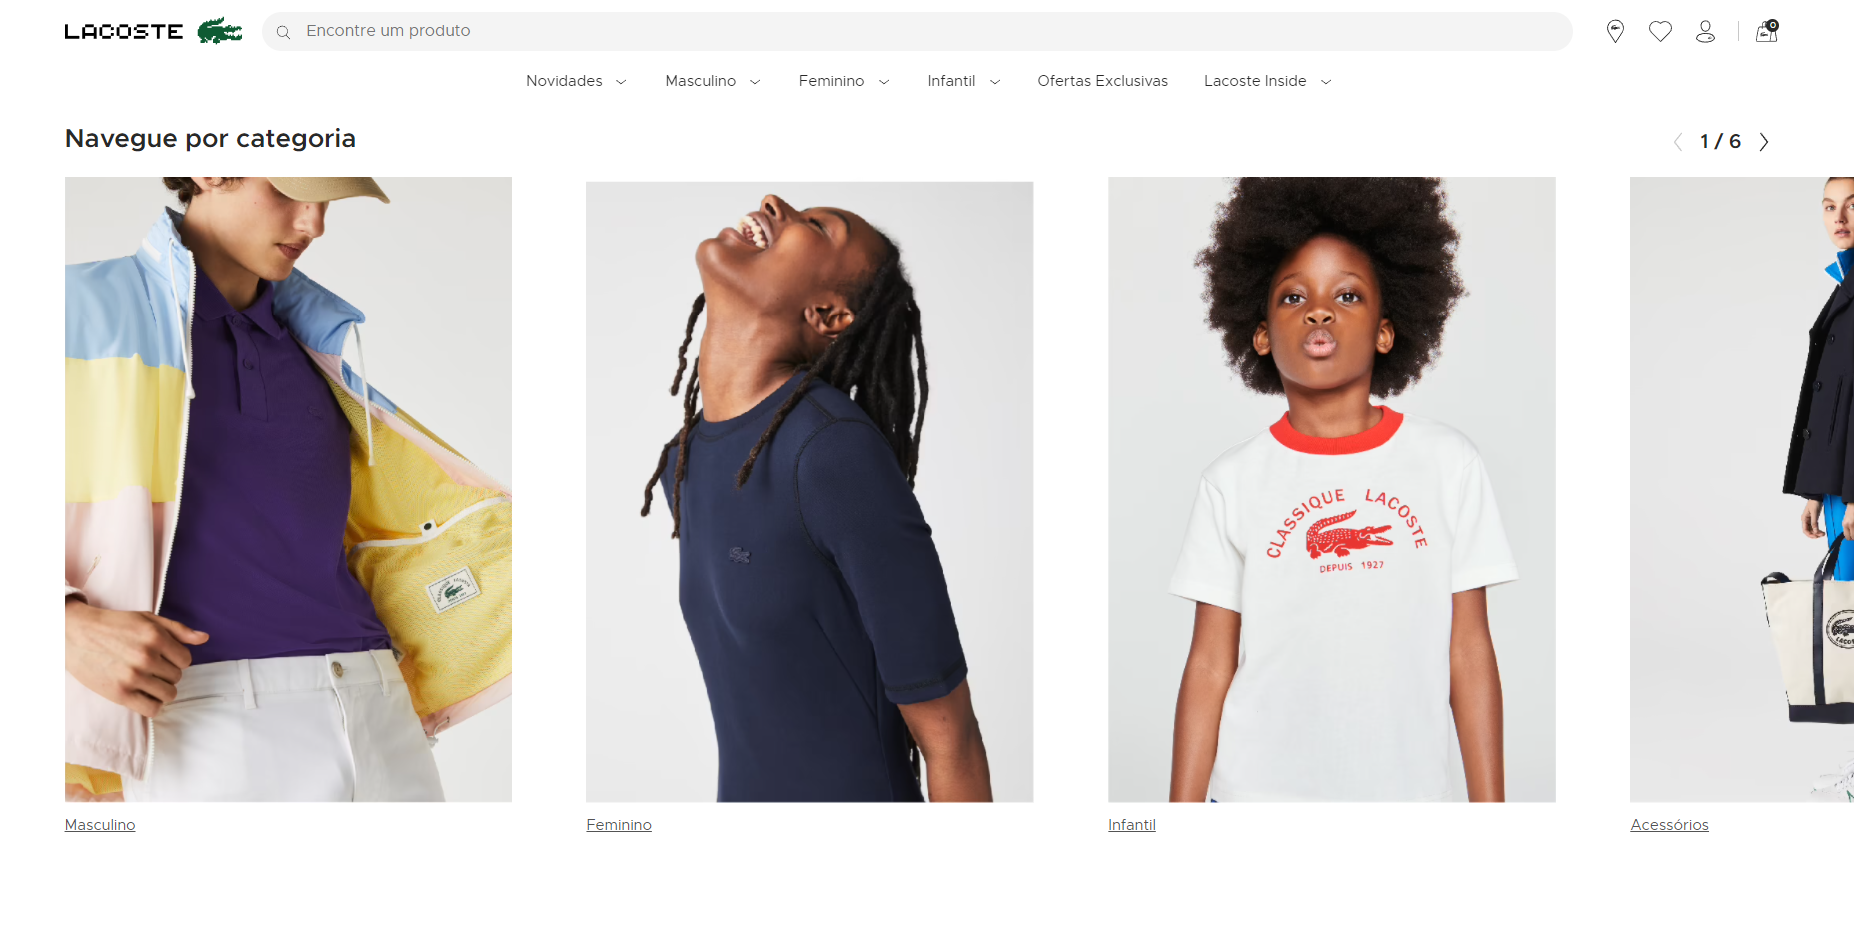 LACOSTE
Encontre um produto
0
Novidades
Masculino
Feminino
Infantil
Ofertas Exclusivas
Lacoste Inside
Navegue por categoria
1 / 6
CLASSIQUE LACOSTE
DEPUIS 1927
Masculino
Feminino
Infantil
Acessórios